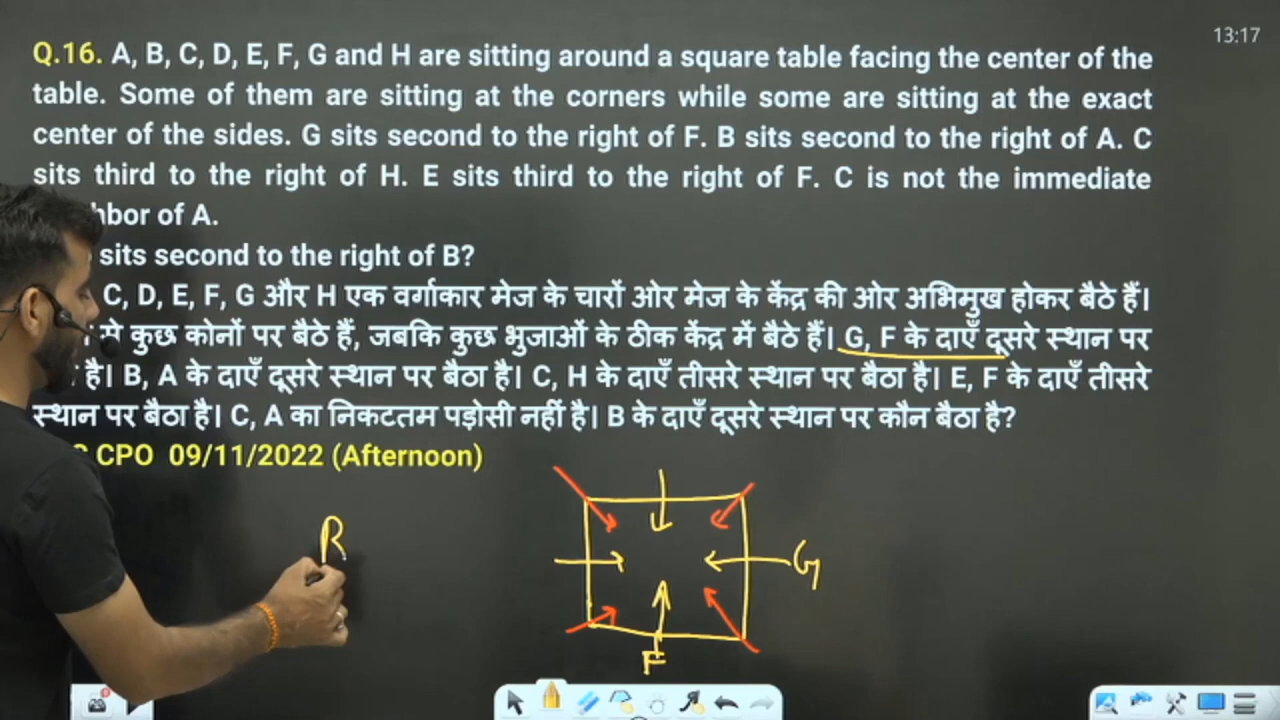 13:17
Q.16. A, B, C, D, E, F, G and H are sitting around a square table facing the center of the
table. Some of them are sitting at the corners while some are sitting at the exact
center of the sides. G sits second to the right of F. B sits second to the right of A. C
sits third to the right of H. E sits third to the right of F. C is not the immediate
hbor of A.
sits second to the right of B?
C, D, E, F, G और H एक वर्गाकार मेज के चारों ओर मेज के केंद्र की ओर अभिमुख होकर बैठे हैं।
से कुछ कोनों पर बैठे हैं, जबकि कुछ भुजाओं के ठीक केंद्र में बैठे हैं। G, F के दाएँ दूसरे स्थान पर
है। B, A के दाएँ दूसरे स्थान पर बैठा है। C, H के दाएँ तीसरे स्थान पर बैठा है। E, F के दाएँ तीसरे
स्थान पर बैठा है। C, A का निकटतम पड़ोसी नहीं है। B के दाएँ दूसरे स्थान पर कौन बैठा है?
CPO 09/11/2022 (Afternoon)
R
G
F